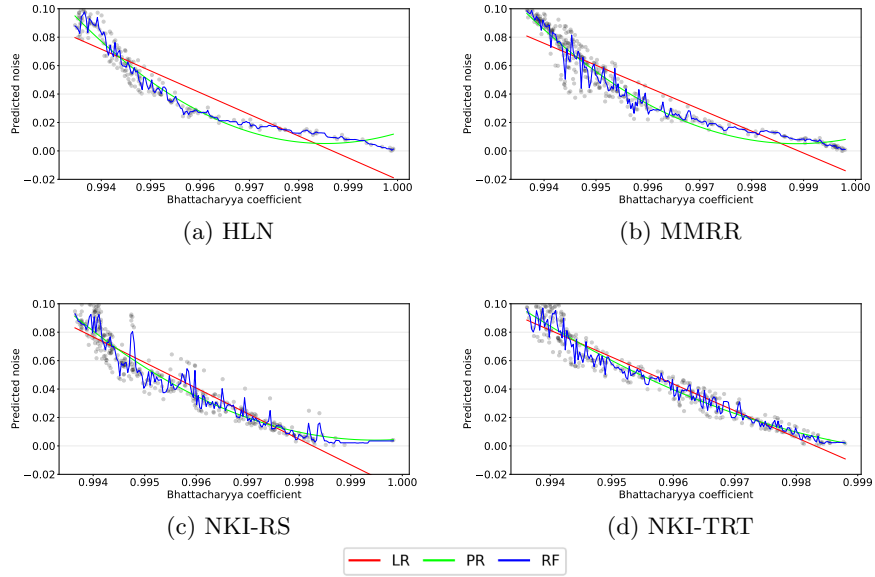 0.10
0.08
0.06
0.04
0.02
0.00
−0.02
Predicted noise
0.994 0.995 0.996 0.997 0.998 0.999 1.000
Bhattacharyya coefficient
(a) HLN
0.10
0.08
0.06
0.04
0.02
0.00
−0.02
Predicted noise
0.994 0.995 0.996 0.997 0.998 0.999 1.000
Bhattacharyya coefficient
(b) MMRR
0.10
0.08
0.06
0.04
0.02
0.00
−0.02
Predicted noise
0.994 0.995 0.996 0.997 0.998 0.999 1.000
Bhattacharyya coefficient
(c) NKI-RS
0.10
0.08
0.06
0.04
0.02
0.00
−0.02
Predicted noise
0.994 0.995 0.996 0.997 0.998 0.999
Bhattacharyya coefficient
(d) NKI-TRT
LR PR RF